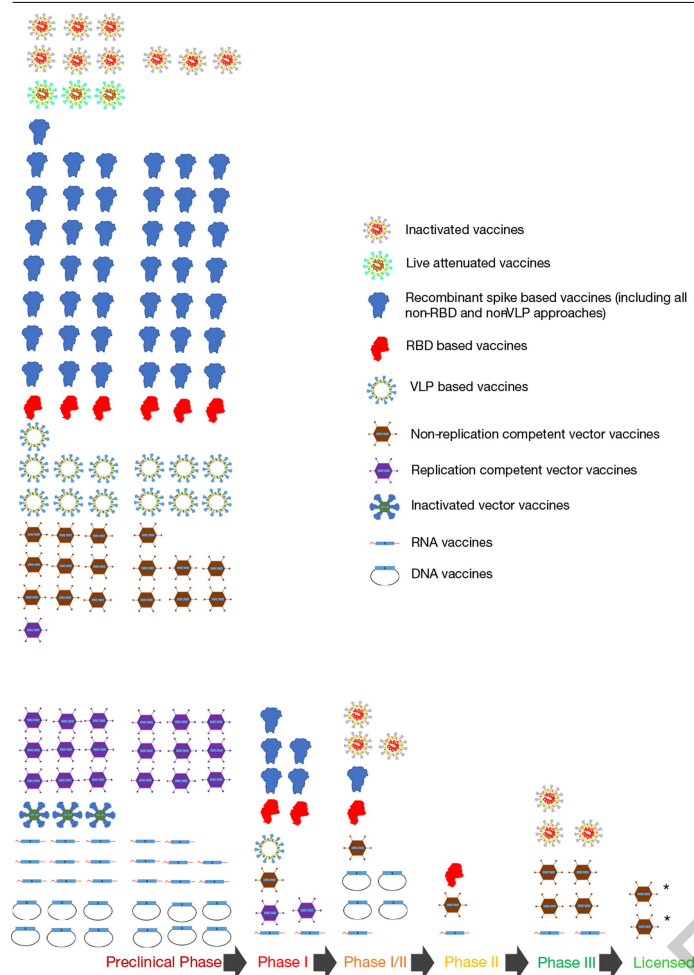 Inactivated vaccines
Live attenuated vaccines
Recombinant spike based vaccines (including all
non-RBD and nonVLP approaches)
RBD based vaccines
VLP based vaccines
Non-replication competent vector vaccines
Replication competent vector vaccines
Inactivated vector vaccines
RNA vaccines
DNA vaccines
*
*
Preclinical Phase Phase I Phase I/II Phase II Phase III Licensed